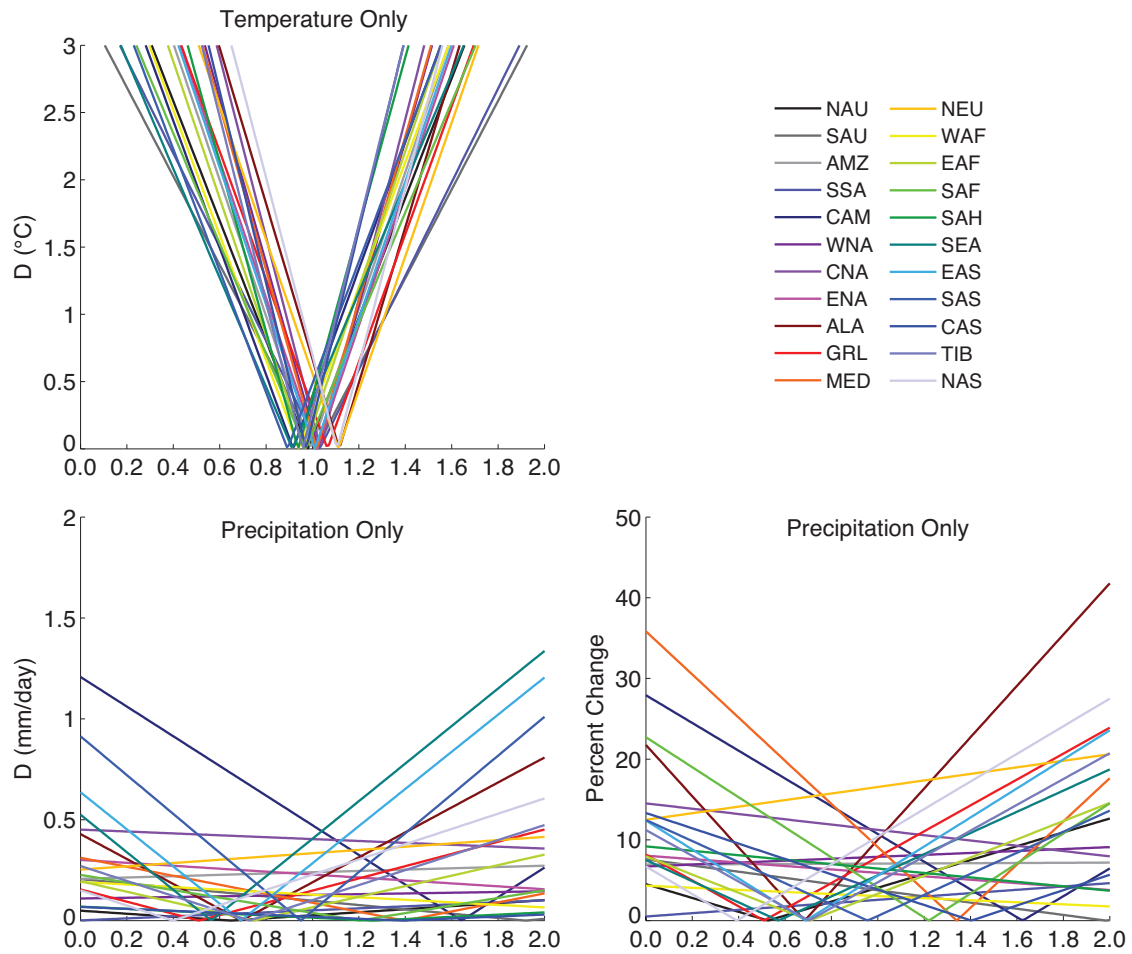 Temperature Only
D (°C)
3
2.5
2
1.5
1
0.5
0
0.0 0.2 0.4 0.6 0.8 1.0 1.2 1.4 1.6 1.8 2.0
NAU NEU
SAU WAF
AMZ EAF
SSA SAF
CAM SAH
WNA SEA
CNA EAS
ENA SAS
ALA CAS
GRL TIB
MED NAS
Precipitation Only
D (mm/day)
2
1.5
1
0.5
0
0.0 0.2 0.4 0.6 0.8 1.0 1.2 1.4 1.6 1.8 2.0
Precipitation Only
Percent Change
50
40
30
20
10
0
0.0 0.2 0.4 0.6 0.8 1.0 1.2 1.4 1.6 1.8 2.0